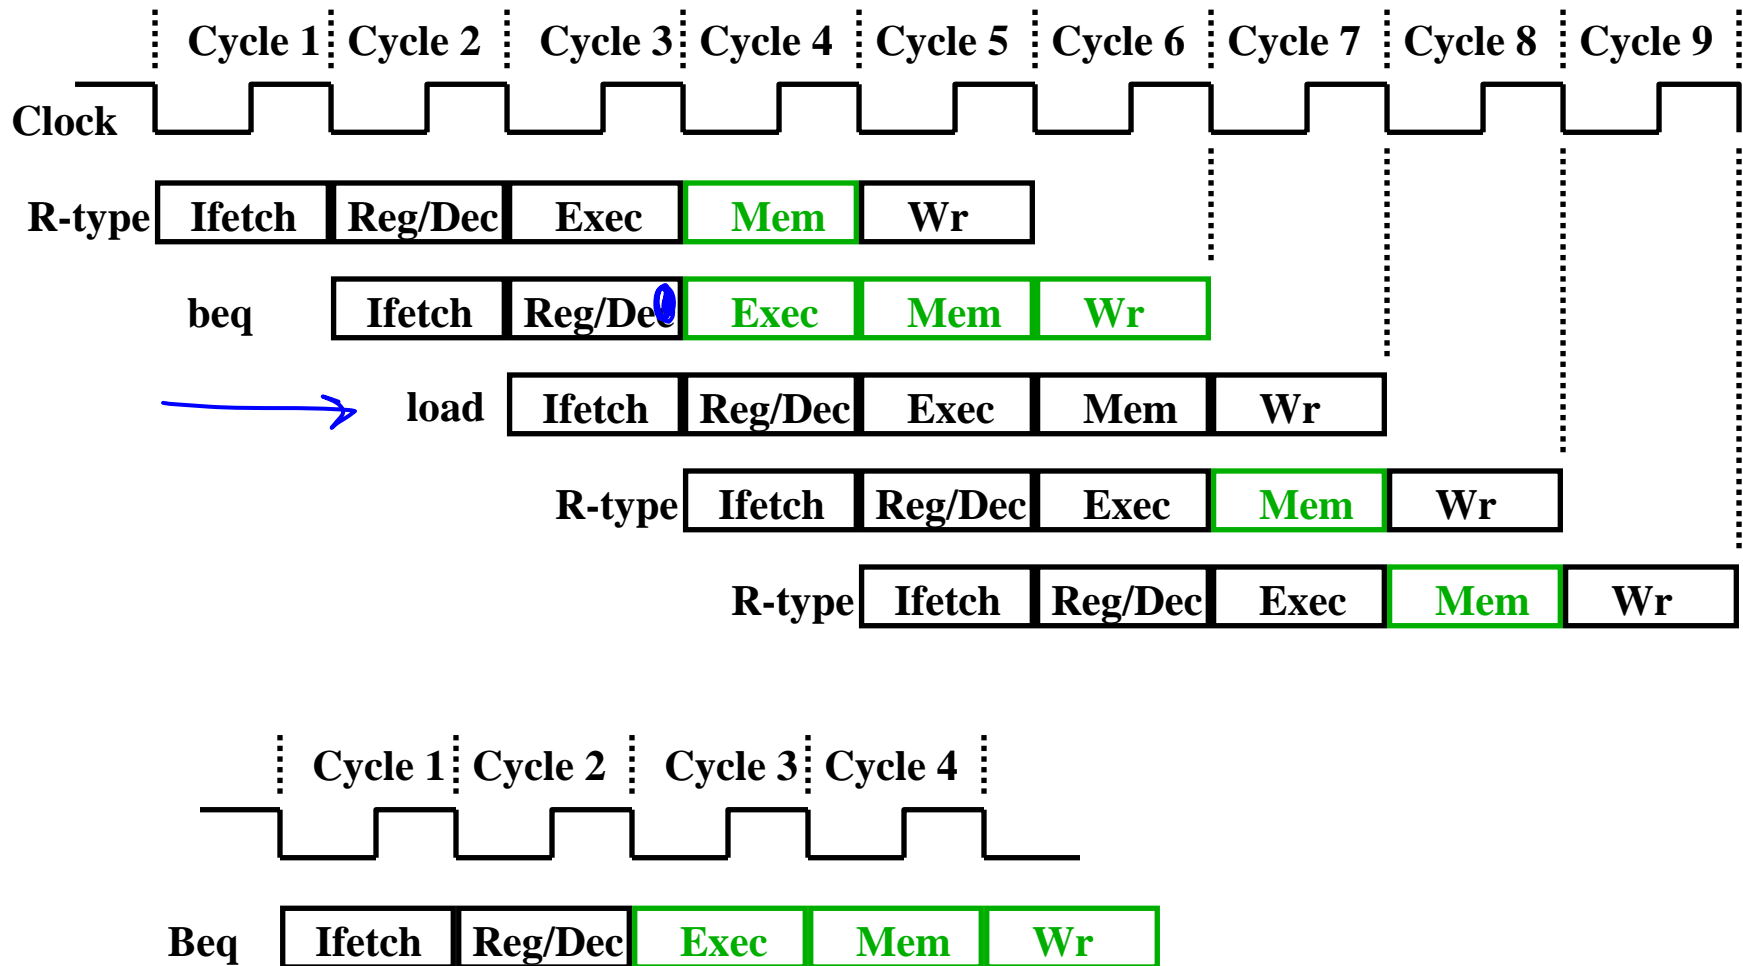 Cycle 1 Cycle 2 Cycle 3 Cycle 4 Cycle 5 Cycle 6 Cycle 7 Cycle 8 Cycle 9
Clock
R-type Ifetch Reg/Dec Exec Mem Wr
beq Ifetch Reg/Dec Exec Mem Wr
load Ifetch Reg/Dec Exec Mem Wr
R-type Ifetch Reg/Dec Exec Mem Wr
R-type Ifetch Reg/Dec Exec Mem Wr
Cycle 1 Cycle 2 Cycle 3 Cycle 4
Beq Ifetch Reg/Dec Exec Mem Wr